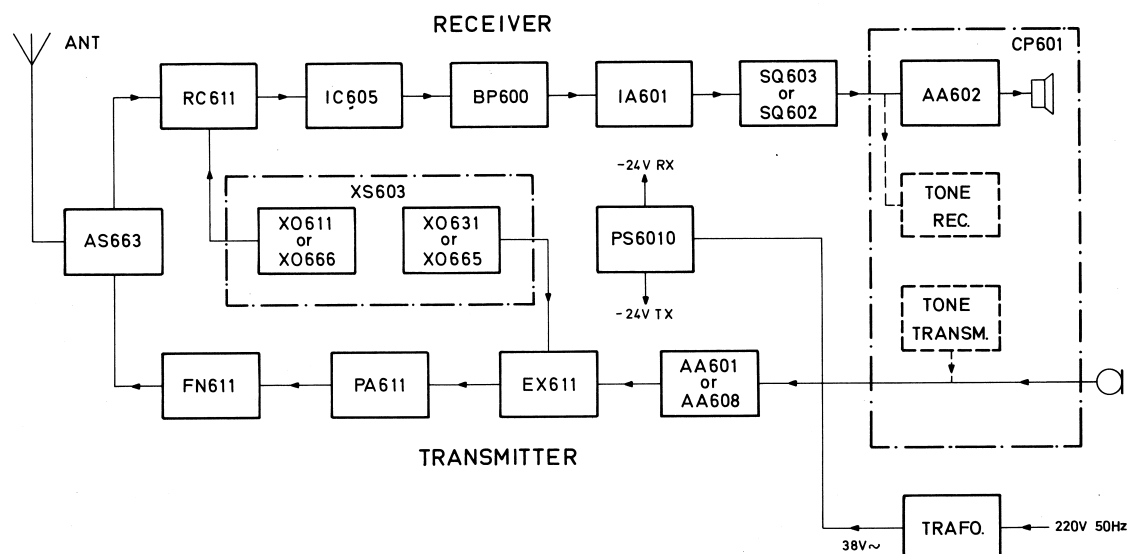 RECEIVER
ANT
CP601
RC611
IC605
BP600
IA601
SQ603
or
SQ602
AA602
XS603
-24V RX
XO611
or
XO666
XO631
or
XO665
TONE
REC.
AS663
PS6010
-24V TX
TONE
TRANSM.
FN611
PA611
EX611
AA601
or
AA608
TRANSMITTER
TRAFO.
220V 50Hz
38V~